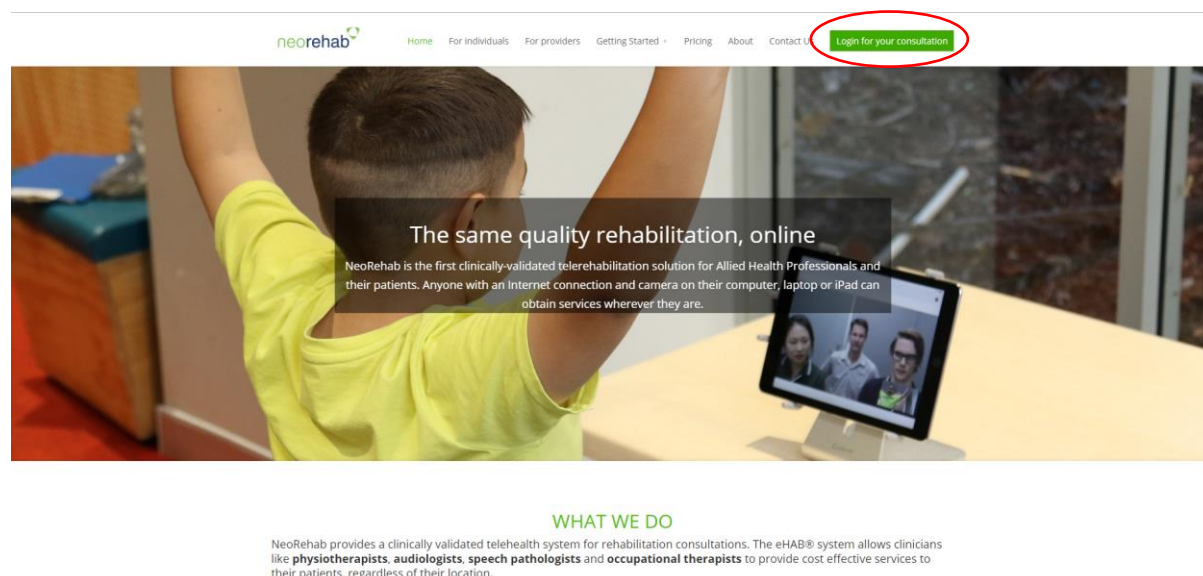 neorehab
Home For individuals For providers Getting Started Pricing About Contact U Login for your consultation
The same quality rehabilitation, online
NeoRehab is the first clinically-validated telerehabilitation solution for Allied Health Professionals and
their patients. Anyone with an Internet connection and camera on their computer, laptop or iPad can
obtain services wherever they are.
WHAT WE DO
NeoRehab provides a clinically validated telehealth system for rehabilitation consultations. The eHAB® system allows clinicians
like physiotherapists, audiologists, speech pathologists and occupational therapists to provide cost effective services to
their patients, regardless of their location.